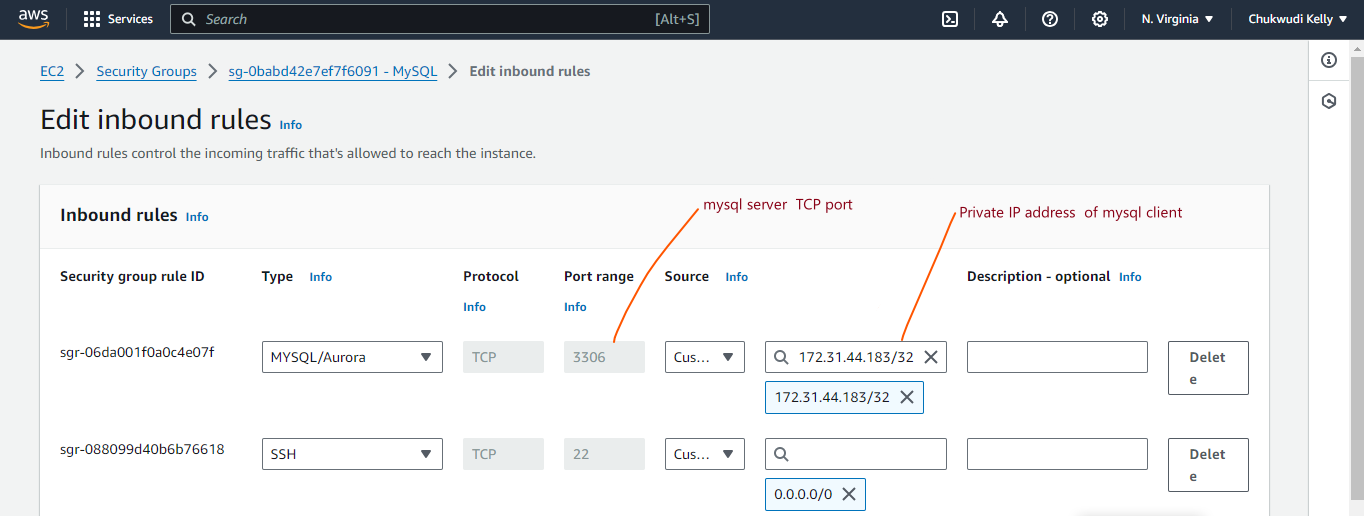 aws Services Search [Alt+S] N. Virginia Chukwudi Kelly
EC2 Security Groups sg-0babd42e7ef7f6091 - MySQL Edit inbound rules
Edit inbound rules Info
Inbound rules control the incoming traffic that's allowed to reach the instance.
mysql server TCP port
Private IP address of mysql client
Inbound rules Info
Security group rule ID Type Info Protocol Port range Source Info Description - optional Info
Info Info
sgr-06da001f0a0c4e07f MYSQL/Aurora TCP 3306 Cus... 172.31.44.183/32 Delet
e
172.31.44.183/32
sgr-088099d40b6b76618 SSH TCP 22 Cus... Delet
e
0.0.0.0/0